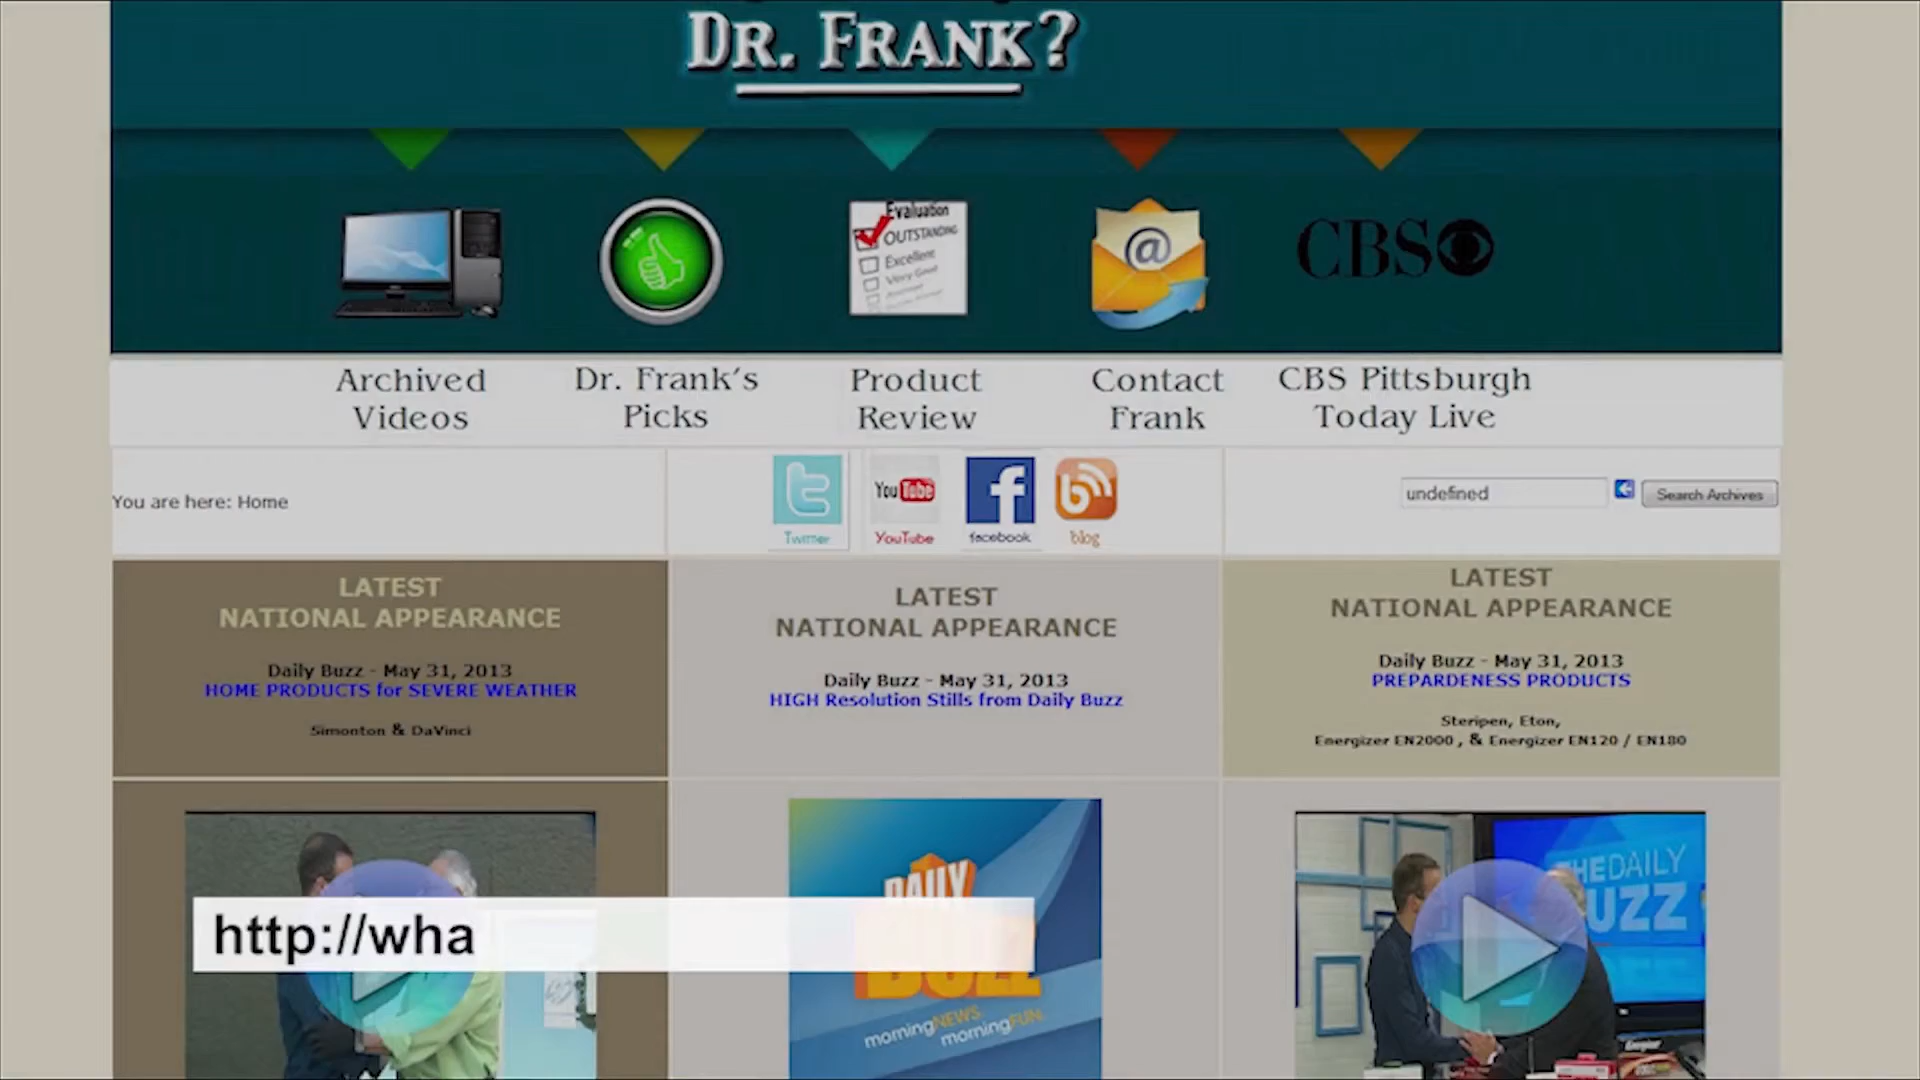 DR. FRANK?
Evaluation
OUTSTANDING
Excellent
Very Good
@
CBS
Archived
Videos
Dr. Frank's
Picks
Product
Review
Contact
Frank
CBS Pittsburgh
Today Live
You are here: Home
t
Twitter
You Tube
YouTube
f
facebook
b
blog
undefined
Search Archives
LATEST
NATIONAL APPEARANCE
Daily Buzz - May 31, 2013
HOME PRODUCTS for SEVERE WEATHER
Simonton & DaVinci
LATEST
NATIONAL APPEARANCE
Daily Buzz - May 31, 2013
HIGH Resolution Stills from Daily Buzz
LATEST
NATIONAL APPEARANCE
Daily Buzz - May 31, 2013
PREPARDENESS PRODUCTS
Steripen, Eton,
Energizer EN2000 , & Energizer EN120 / EN180
http://wha
DAILY
BUZZ
morningNEWS
morningFUN.
THE DAILY
BUZZ
Energizer